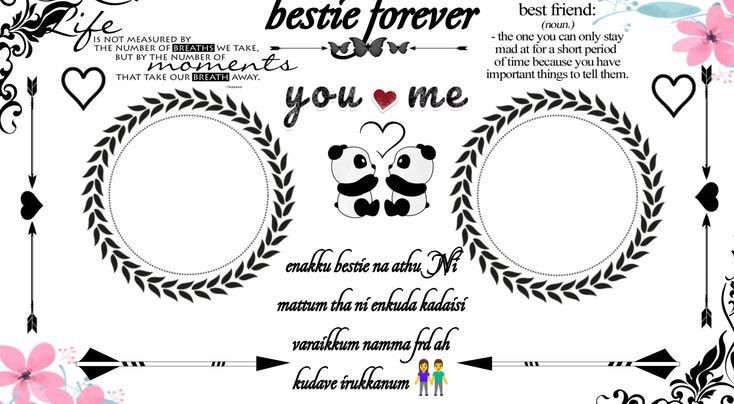 Life
IS NOT MEASURED BY
THE NUMBER OF BREATHS WE TAKE,
BUT BY THE NUMBER OF
moments
THAT TAKE OUR BREATH AWAY.
bestie forever
best friend:
(noun.)
- the one you can only stay
mad at for a short period
of time because you have
important things to tell them.
you me
enakku bestie na athu Ni
mattum tha ni enkuda kadaisi
varaikkum namma frd ah
kudave irukkanum